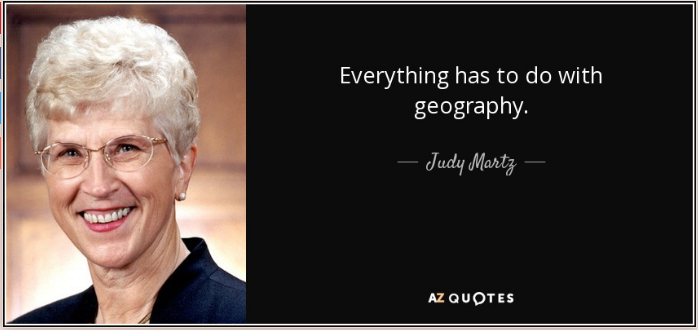 Everything has to do with
geography.
Judy Martz
AZ QUOTES